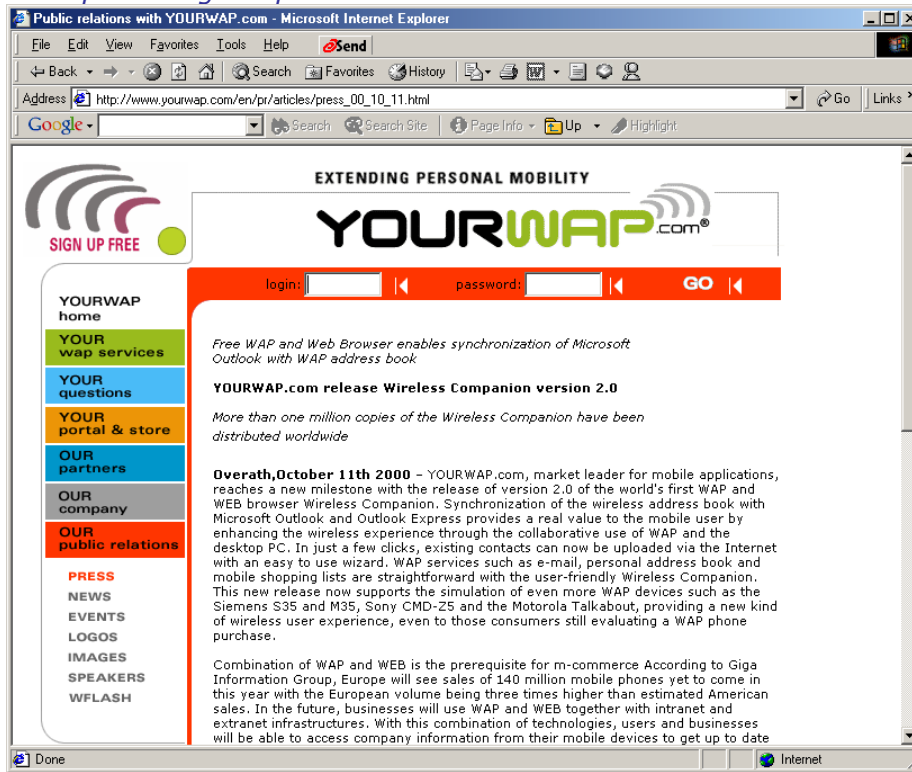 Public relations with YOURWAP.com - Microsoft Internet Explorer
File Edit View Favorites Tools Help Send
Back Search Favorites History
Address http://www.yourwap.com/en/pr/articles/press_00_10_11.html Go Links
Google Search Search Site Page Info Up Highlight
EXTENDING PERSONAL MOBILITY
YOURWAP.com®
SIGN UP FREE
login: password: GO
YOURWAP
home
YOUR
wap services
YOUR
questions
YOUR
portal & store
OUR
partners
OUR
company
OUR
public relations
PRESS
NEWS
EVENTS
LOGOS
IMAGES
SPEAKERS
WFLASH
Free WAP and Web Browser enables synchronization of Microsoft
Outlook with WAP address book
YOURWAP.com release Wireless Companion version 2.0
More than one million copies of the Wireless Companion have been
distributed worldwide
Overath,October 11th 2000 – YOURWAP.com, market leader for mobile applications,
reaches a new milestone with the release of version 2.0 of the world's first WAP and
WEB browser Wireless Companion. Synchronization of the wireless address book with
Microsoft Outlook and Outlook Express provides a real value to the mobile user by
enhancing the wireless experience through the collaborative use of WAP and the
desktop PC. In just a few clicks, existing contacts can now be uploaded via the Internet
with an easy to use wizard. WAP services such as e-mail, personal address book and
mobile shopping lists are straightforward with the user-friendly Wireless Companion.
This new release now supports the simulation of even more WAP devices such as the
Siemens S35 and M35, Sony CMD-Z5 and the Motorola Talkabout, providing a new kind
of wireless user experience, even to those consumers still evaluating a WAP phone
purchase.
Combination of WAP and WEB is the prerequisite for m-commerce According to Giga
Information Group, Europe will see sales of 140 million mobile phones yet to come in
this year with the European volume being three times higher than estimated American
sales. In the future, businesses will use WAP and WEB together with intranet and
extranet infrastructures. With this combination of technologies, users and businesses
will be able to access company information from their mobile devices to get up to date
Done Internet